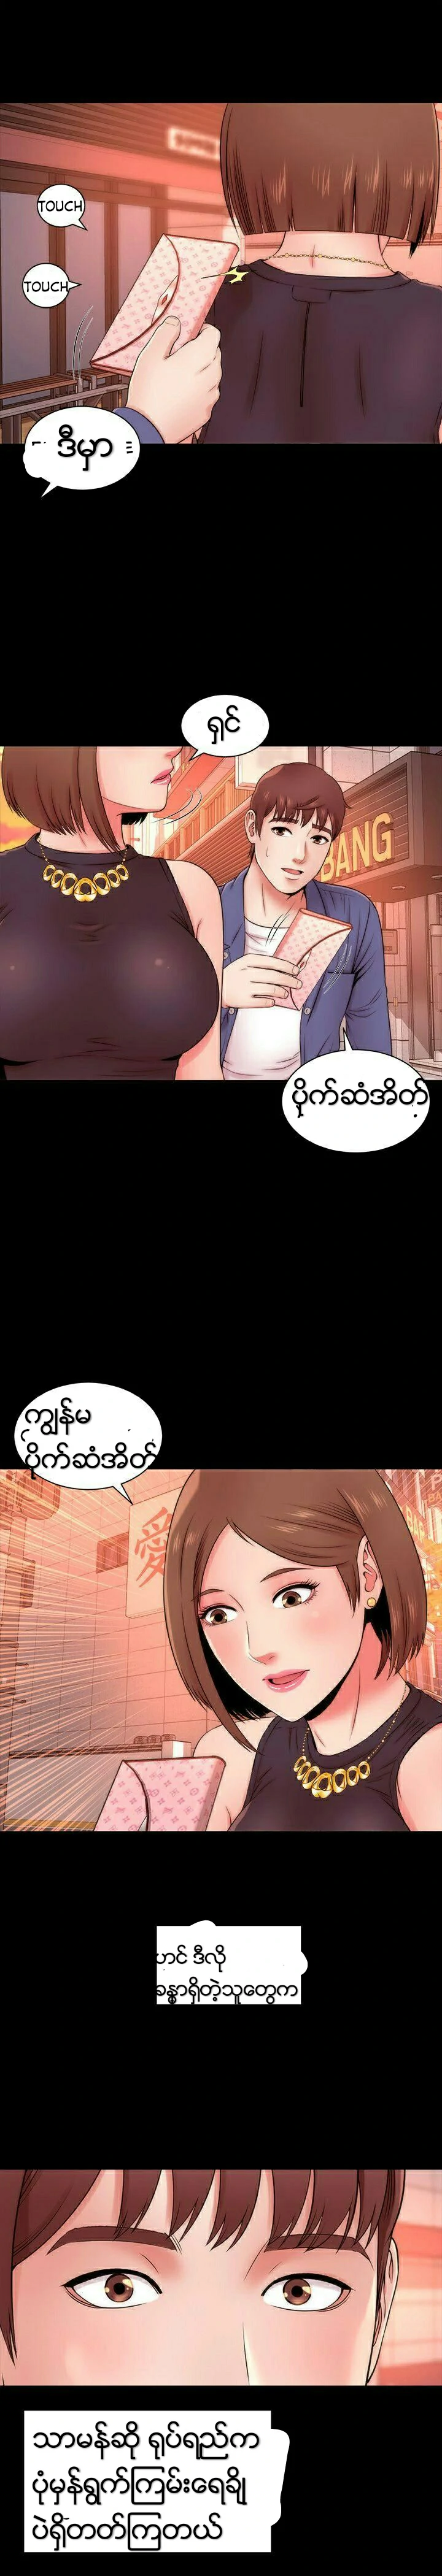 TOUCH
TOUCH
ဒီမှာ
ရှင်
BANG
ပိုက်ဆံအိတ်
ကျွန်မ
ပိုက်ဆံအိတ်
愛
ဟင် ဒီလို
ခန္ဓာရှိတဲ့သူတွေက
သာမန်ဆို ရုပ်ရည်က
ပုံမှန်ရွက်ကြမ်းရေချို
ပဲရှိတတ်ကြတယ်